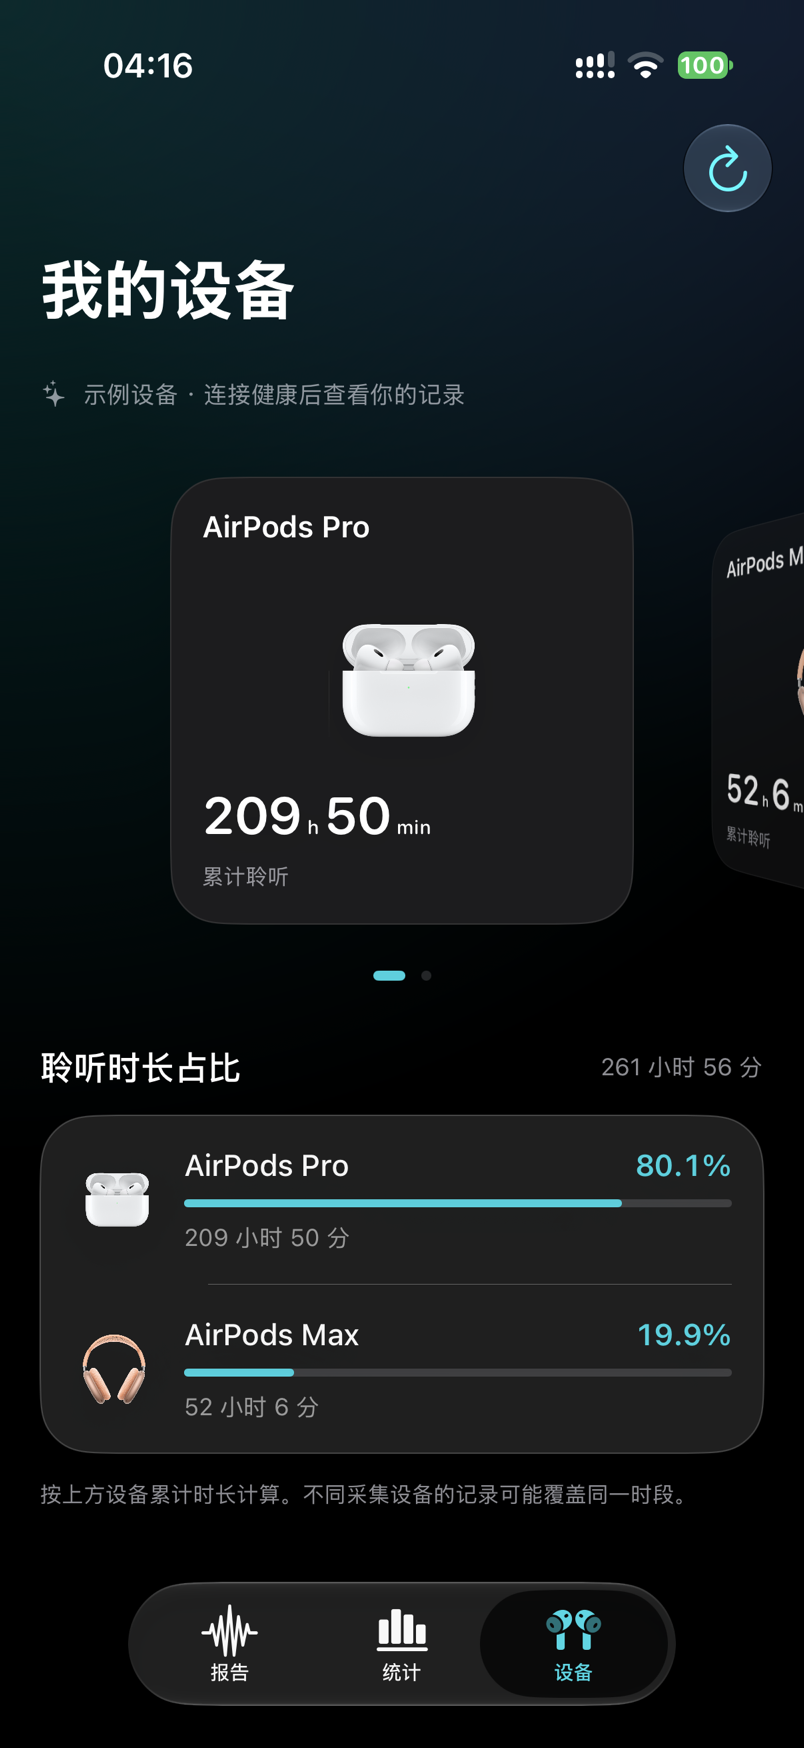 04:16
100
我的设备
示例设备 · 连接健康后查看你的记录
AirPods Pro
209 h 50 min
累计聆听
AirPods M
52 h 6 m
累计聆听
聆听时长占比
261 小时 56 分
AirPods Pro
80.1%
209 小时 50 分
AirPods Max
19.9%
52 小时 6 分
按上方设备累计时长计算。不同采集设备的记录可能覆盖同一时段。
报告
统计
设备